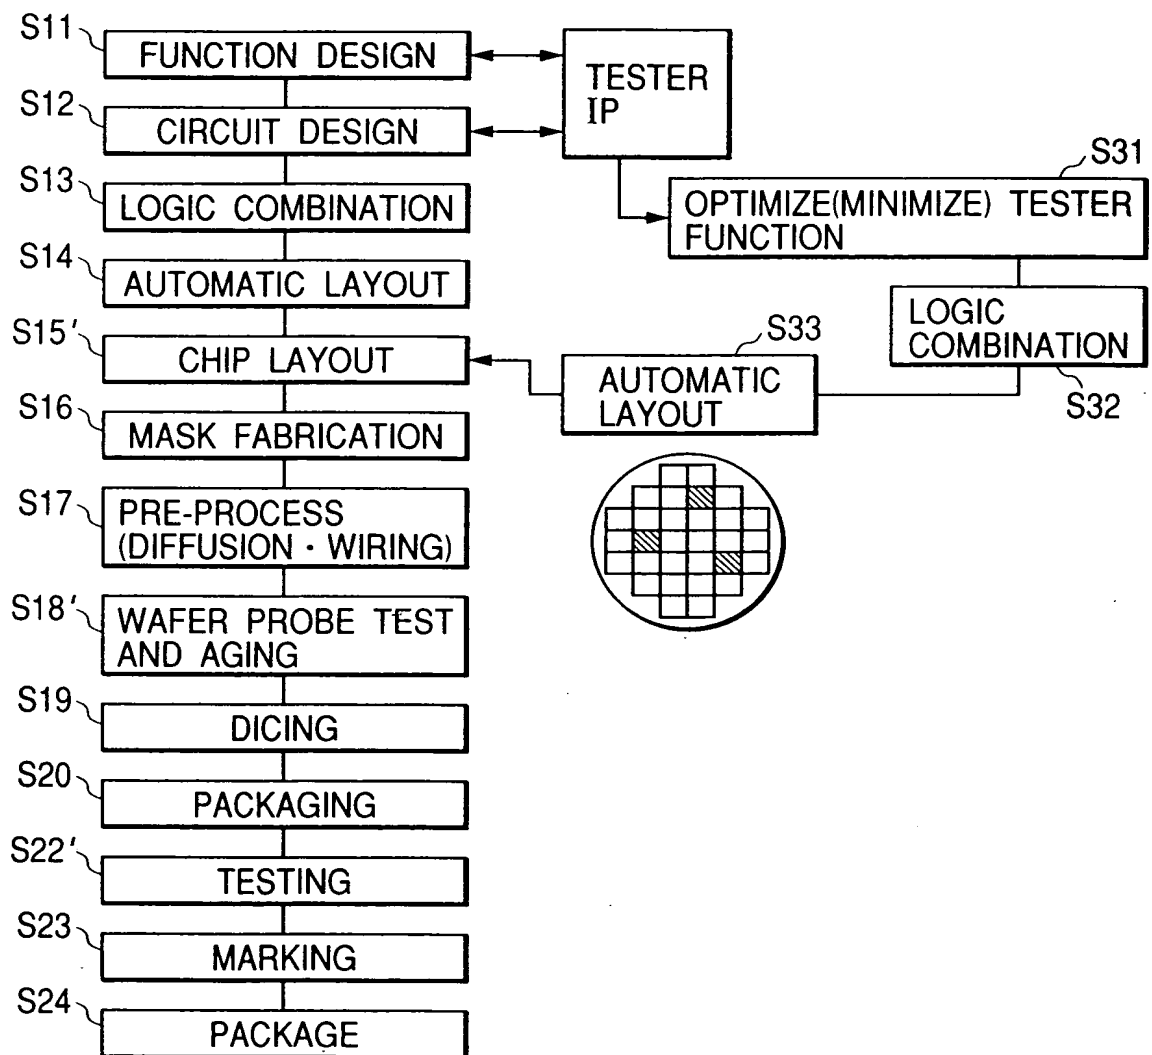 S11
FUNCTION DESIGN
TESTER
IP
S12
CIRCUIT DESIGN
S13
LOGIC COMBINATION
S31
OPTIMIZE(MINIMIZE) TESTER
FUNCTION
S14
AUTOMATIC LAYOUT
LOGIC
COMBINATION
S32
S15'
CHIP LAYOUT
S33
AUTOMATIC
LAYOUT
S16
MASK FABRICATION
S17
PRE-PROCESS
(DIFFUSION · WIRING)
S18'
WAFER PROBE TEST
AND AGING
S19
DICING
S20
PACKAGING
S22'
TESTING
S23
MARKING
S24
PACKAGE